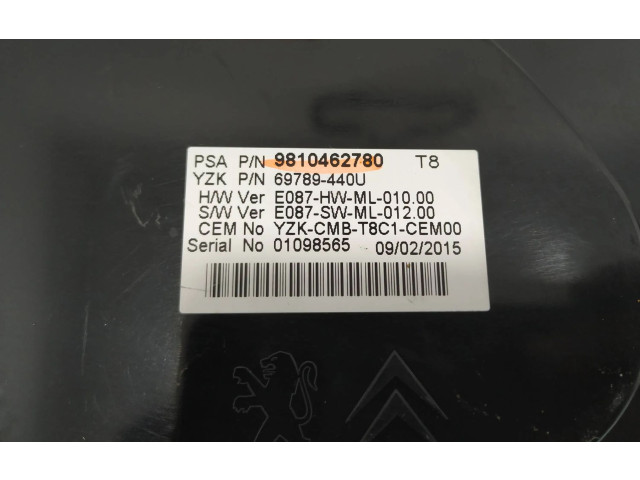 PSA P/N 9810462780 T8
YZK P/N 69789-440U
H/W Ver E087-HW-ML-010.00
S/W Ver E087-SW-ML-012.00
CEM No YZK-CMB-T8C1-CEM00
Serial No 01098565 09/02/2015